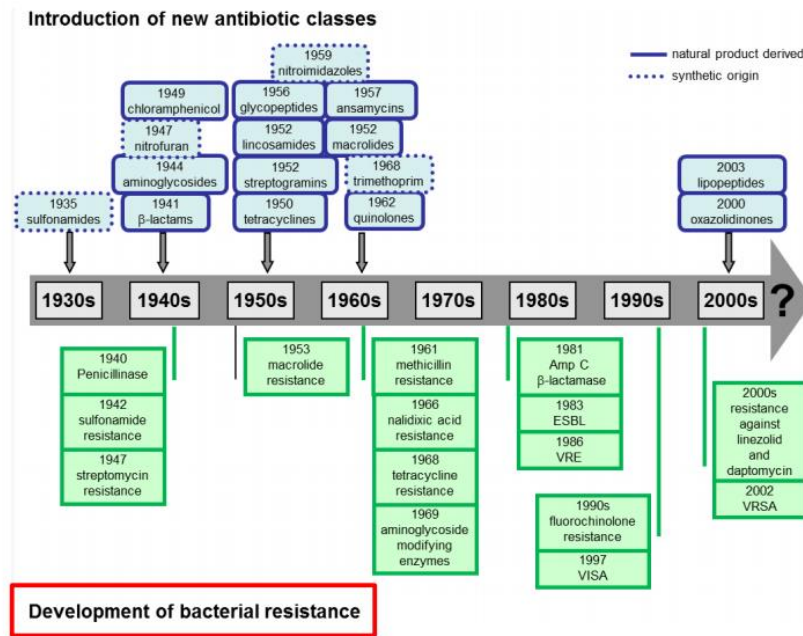 Introduction of new antibiotic classes
natural product derived
synthetic origin
1959
nitroimidazoles
1949
chloramphenicol
1956
glycopeptides
1957
ansamycins
1947
nitrofuran
1952
lincosamides
1952
macrolides
1944
aminoglycosides
1952
streptogramins
1968
trimethoprim
2003
lipopeptides
1935
sulfonamides
1941
β-lactams
1950
tetracyclines
1962
quinolones
2000
oxazolidinones
1930s
1940s
1950s
1960s
1970s
1980s
1990s
2000s
?
1940
Penicillinase
1942
sulfonamide
resistance
1947
streptomycin
resistance
1953
macrolide
resistance
1961
methicillin
resistance
1966
nalidixic acid
resistance
1968
tetracycline
resistance
1969
aminoglycoside
modifying
enzymes
1981
Amp C
β-lactamase
1983
ESBL
1986
VRE
1990s
fluorochinolone
resistance
1997
VISA
2000s
resistance
against
linezolid
and
daptomycin
2002
VRSA
Development of bacterial resistance